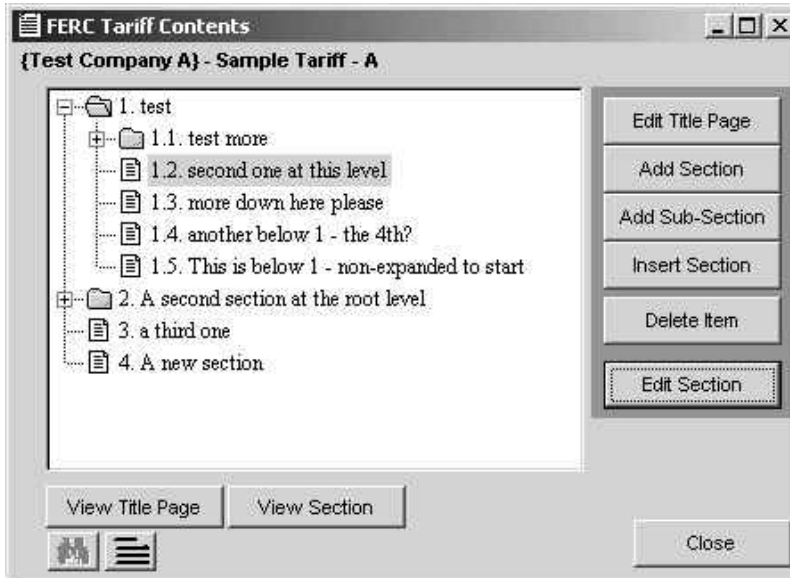 FERC Tariff Contents
{Test Company A} - Sample Tariff - A
1. test
1.1. test more
1.2. second one at this level
1.3. more down here please
1.4. another below 1 - the 4th?
1.5. This is below 1 - non-expanded to start
2. A second section at the root level
3. a third one
4. A new section
Edit Title Page
Add Section
Add Sub-Section
Insert Section
Delete Item
Edit Section
View Title Page
View Section
Close